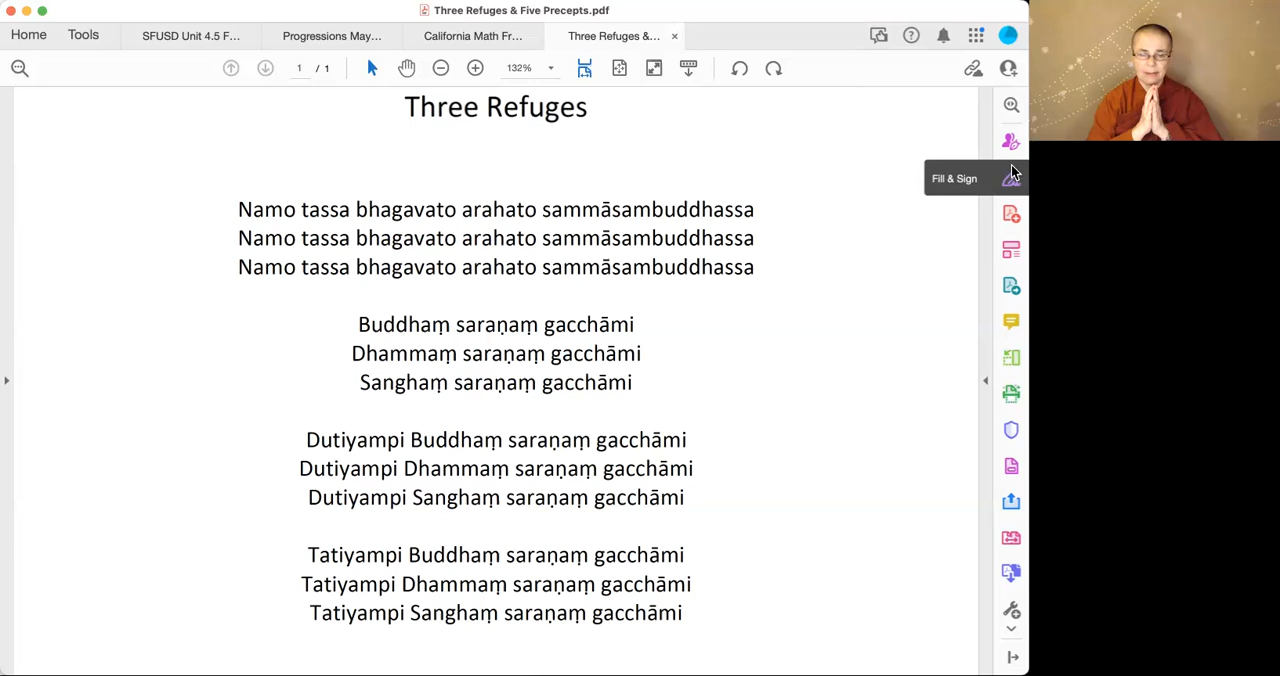 Three Refuges & Five Precepts.pdf
Home Tools SFUSD Unit 4.5 F... Progressions May... California Math Fr... Three Refuges &... ×
1 / 1 132%
Three Refuges
Fill & Sign
Namo tassa bhagavato arahato sammāsambuddhassa
Namo tassa bhagavato arahato sammāsambuddhassa
Namo tassa bhagavato arahato sammāsambuddhassa
Buddhaṃ saraṇaṃ gacchāmi
Dhammaṃ saraṇaṃ gacchāmi
Sanghaṃ saraṇaṃ gacchāmi
Dutiyampi Buddhaṃ saraṇaṃ gacchāmi
Dutiyampi Dhammaṃ saraṇaṃ gacchāmi
Dutiyampi Sanghaṃ saraṇaṃ gacchāmi
Tatiyampi Buddhaṃ saraṇaṃ gacchāmi
Tatiyampi Dhammaṃ saraṇaṃ gacchāmi
Tatiyampi Sanghaṃ saraṇaṃ gacchāmi